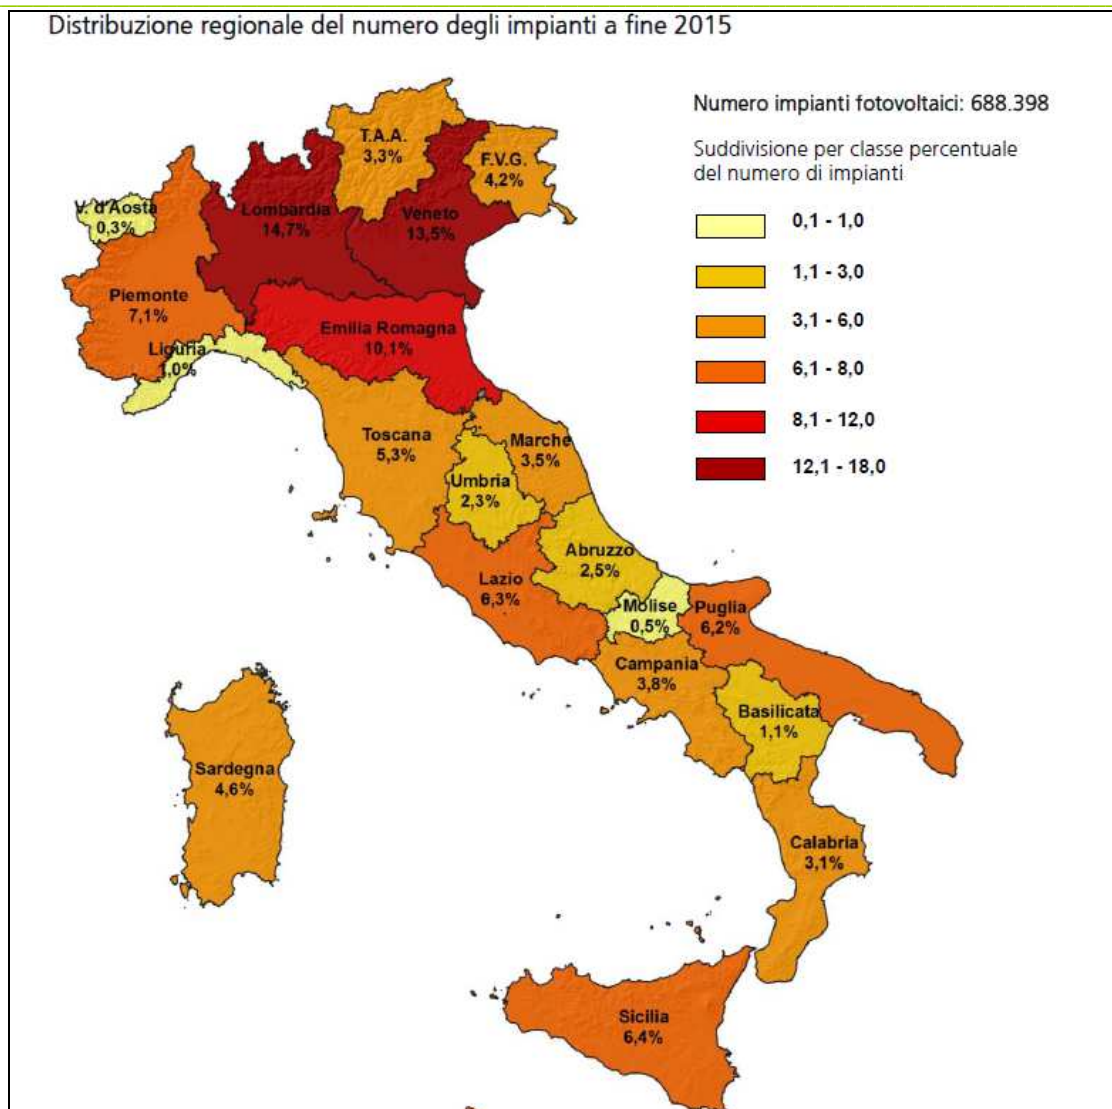 Distribuzione regionale del numero degli impianti a fine 2015
Numero impianti fotovoltaici: 688.398
Suddivisione per classe percentuale
del numero di impianti
0,1 - 1,0
1,1 - 3,0
3,1 - 6,0
6,1 - 8,0
8,1 - 12,0
12,1 - 18,0
T.A.A.
3,3%
F.V.G.
4,2%
V. d'Aosta
0,3%
Lombardia
14,7%
Veneto
13,5%
Piemonte
7,1%
Emilia Romagna
10,1%
Liguria
1,0%
Toscana
5,3%
Marche
3,5%
Umbria
2,3%
Abruzzo
2,5%
Lazio
6,3%
Molise
0,5%
Puglia
6,2%
Campania
3,8%
Basilicata
1,1%
Sardegna
4,6%
Calabria
3,1%
Sicilia
6,4%